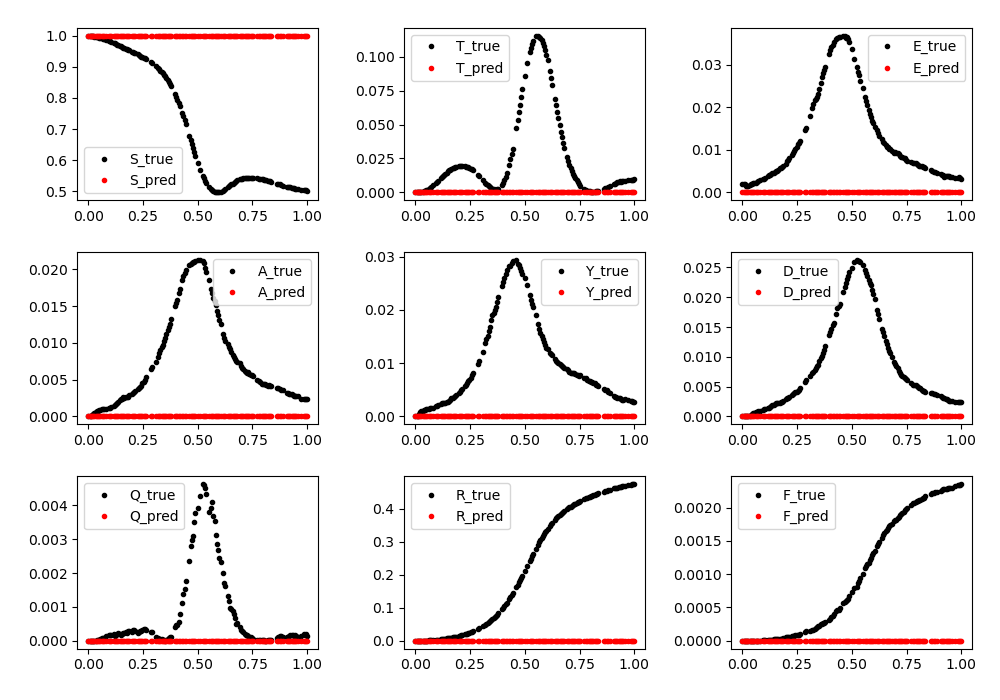 1.0
0.9
0.8
0.7
0.6
0.5
S_true
S_pred
0.00 0.25 0.50 0.75 1.00
0.100
0.075
0.050
0.025
0.000
T_true
T_pred
0.00 0.25 0.50 0.75 1.00
0.03
0.02
0.01
0.00
E_true
E_pred
0.00 0.25 0.50 0.75 1.00
0.020
0.015
0.010
0.005
0.000
A_true
A_pred
0.00 0.25 0.50 0.75 1.00
0.03
0.02
0.01
0.00
Y_true
Y_pred
0.00 0.25 0.50 0.75 1.00
0.025
0.020
0.015
0.010
0.005
0.000
D_true
D_pred
0.00 0.25 0.50 0.75 1.00
0.004
0.003
0.002
0.001
0.000
Q_true
Q_pred
0.00 0.25 0.50 0.75 1.00
0.4
0.3
0.2
0.1
0.0
R_true
R_pred
0.00 0.25 0.50 0.75 1.00
0.0020
0.0015
0.0010
0.0005
0.0000
F_true
F_pred
0.00 0.25 0.50 0.75 1.00